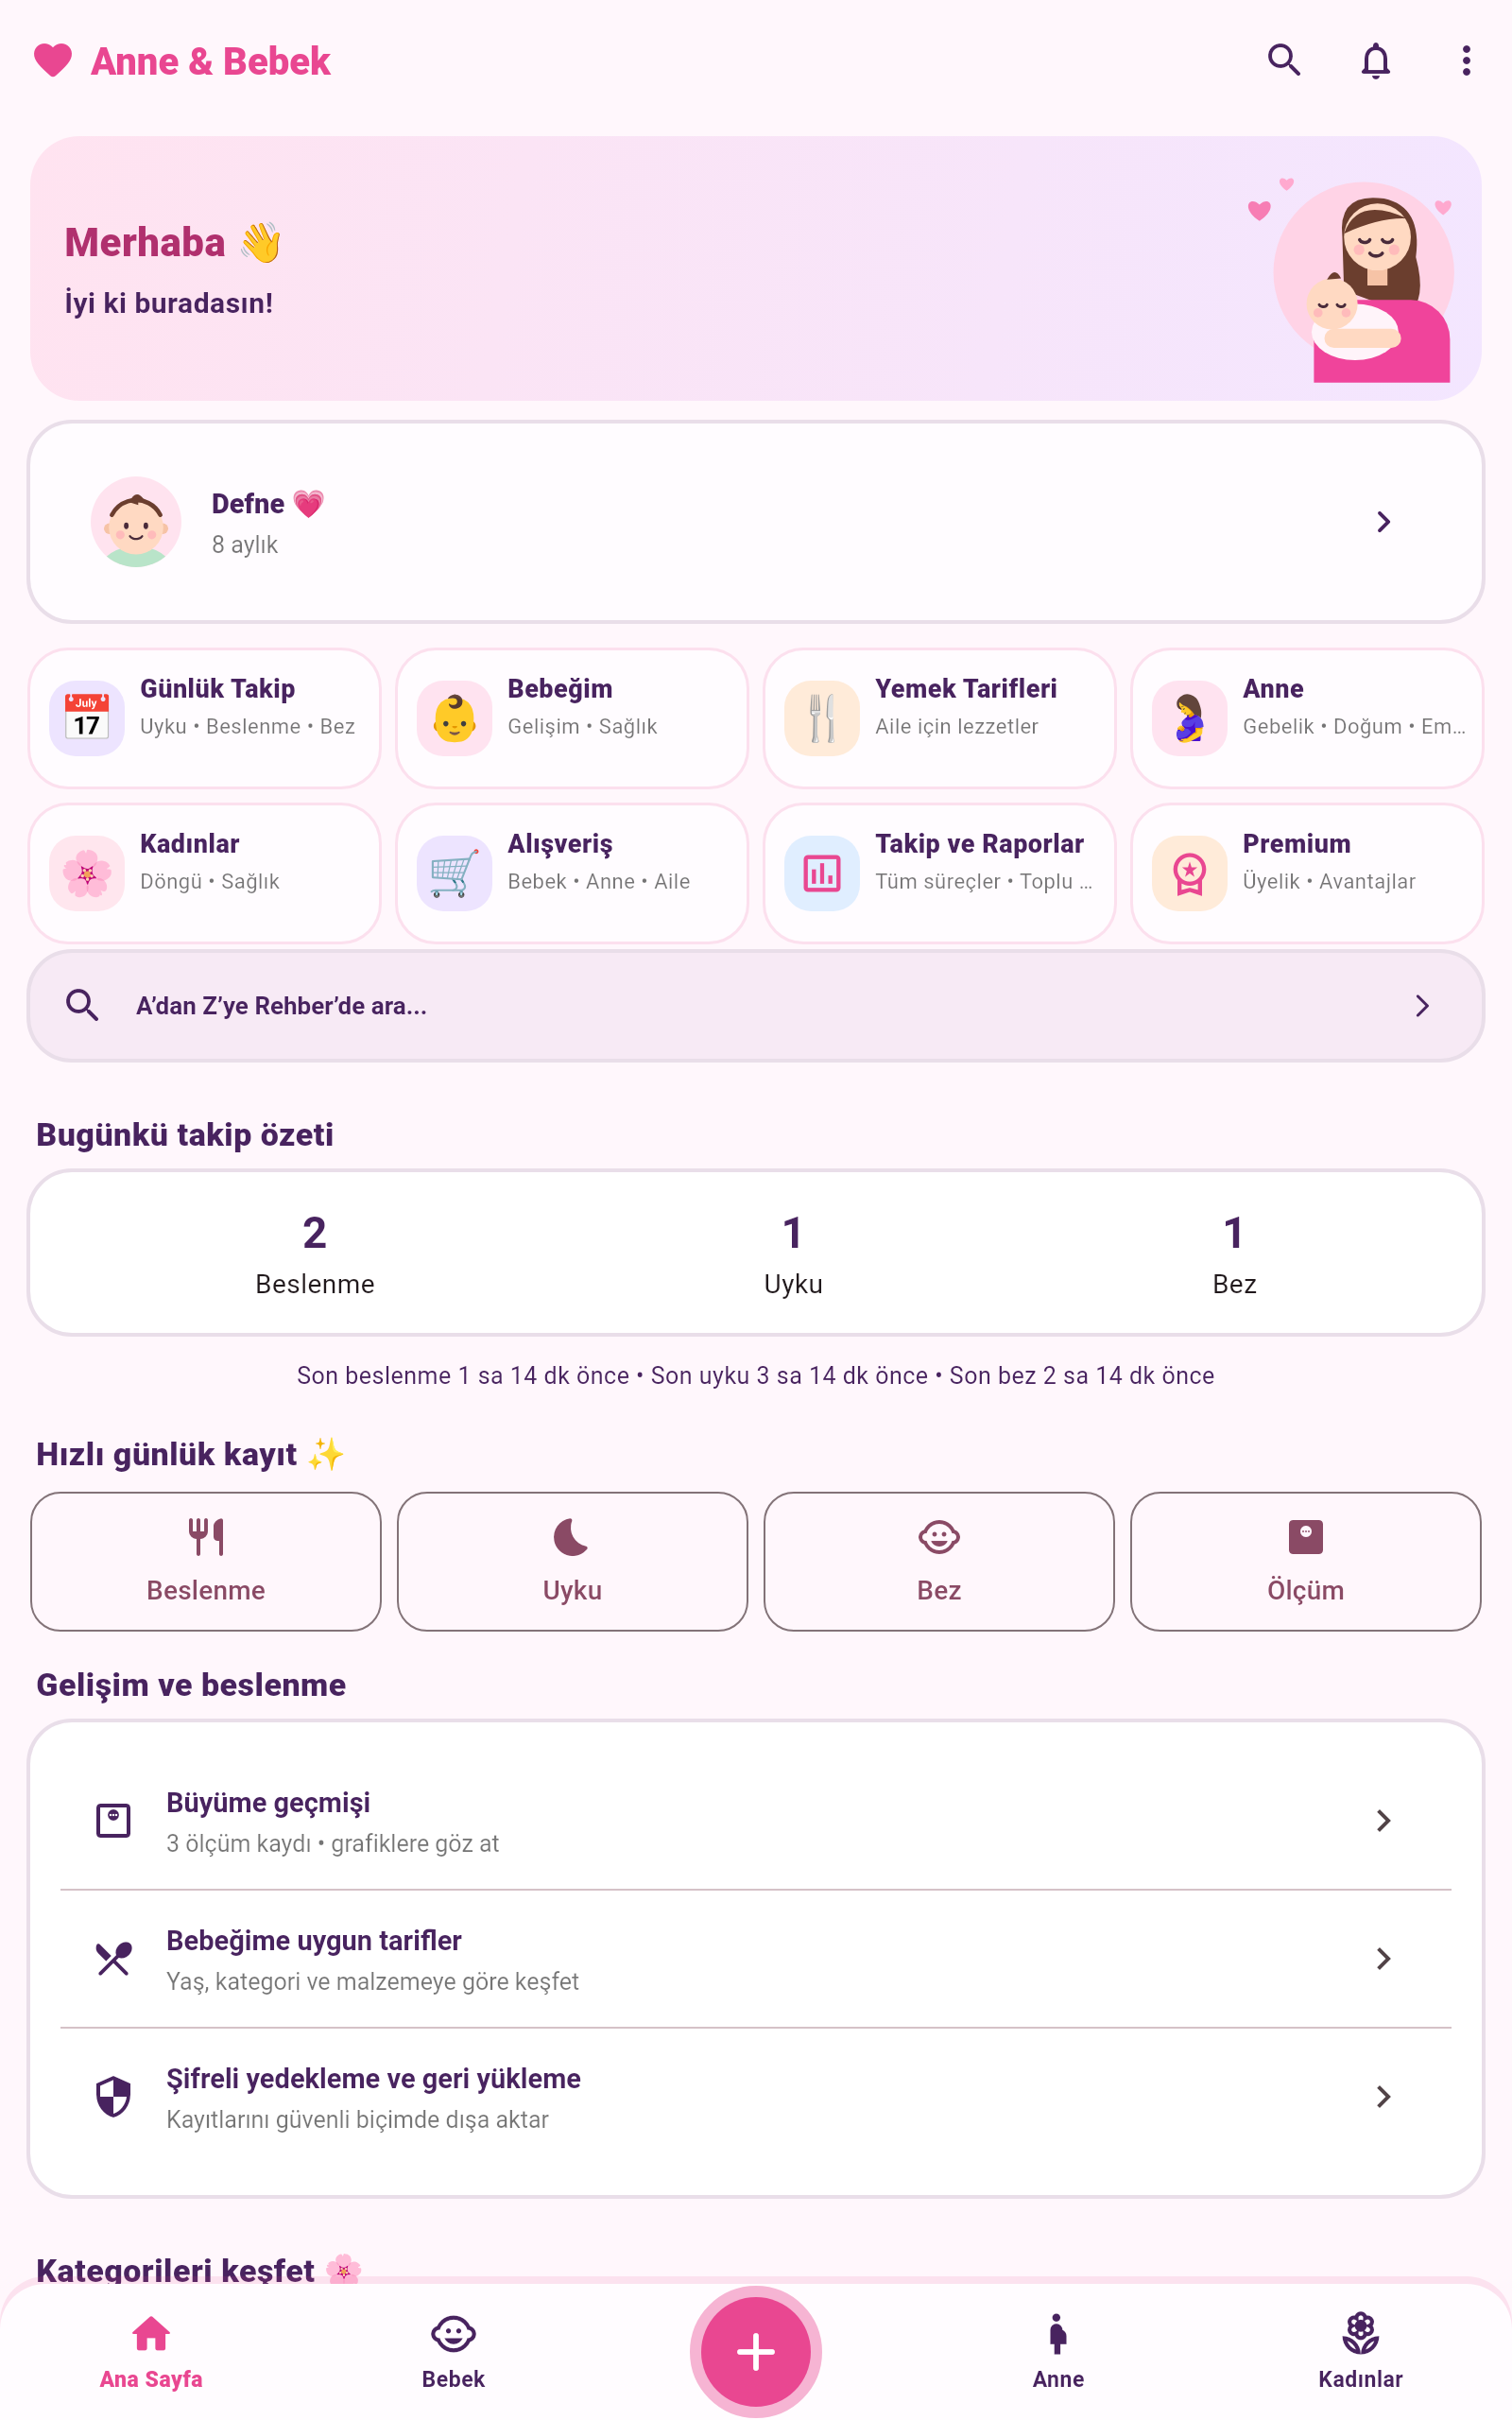 Anne & Bebek
Merhaba 👋
İyi ki buradasın!
Defne 💗
8 aylık
Günlük Takip
Uyku • Beslenme • Bez
Bebeğim
Gelişim • Sağlık
Yemek Tarifleri
Aile için lezzetler
Anne
Gebelik • Doğum • Em…
July
17
Kadınlar
Döngü • Sağlık
Alışveriş
Bebek • Anne • Aile
Takip ve Raporlar
Tüm süreçler • Toplu …
Premium
Üyelik • Avantajlar
A’dan Z’ye Rehber’de ara...
Bugünkü takip özeti
2
Beslenme
1
Uyku
1
Bez
Son beslenme 1 sa 14 dk önce • Son uyku 3 sa 14 dk önce • Son bez 2 sa 14 dk önce
Hızlı günlük kayıt ✨
Beslenme
Uyku
Bez
Ölçüm
Gelişim ve beslenme
Büyüme geçmişi
3 ölçüm kaydı • grafiklere göz at
Bebeğime uygun tarifler
Yaş, kategori ve malzemeye göre keşfet
Şifreli yedekleme ve geri yükleme
Kayıtlarını güvenli biçimde dışa aktar
Kategorileri keşfet 🌸
Ana Sayfa
Bebek
Anne
Kadınlar